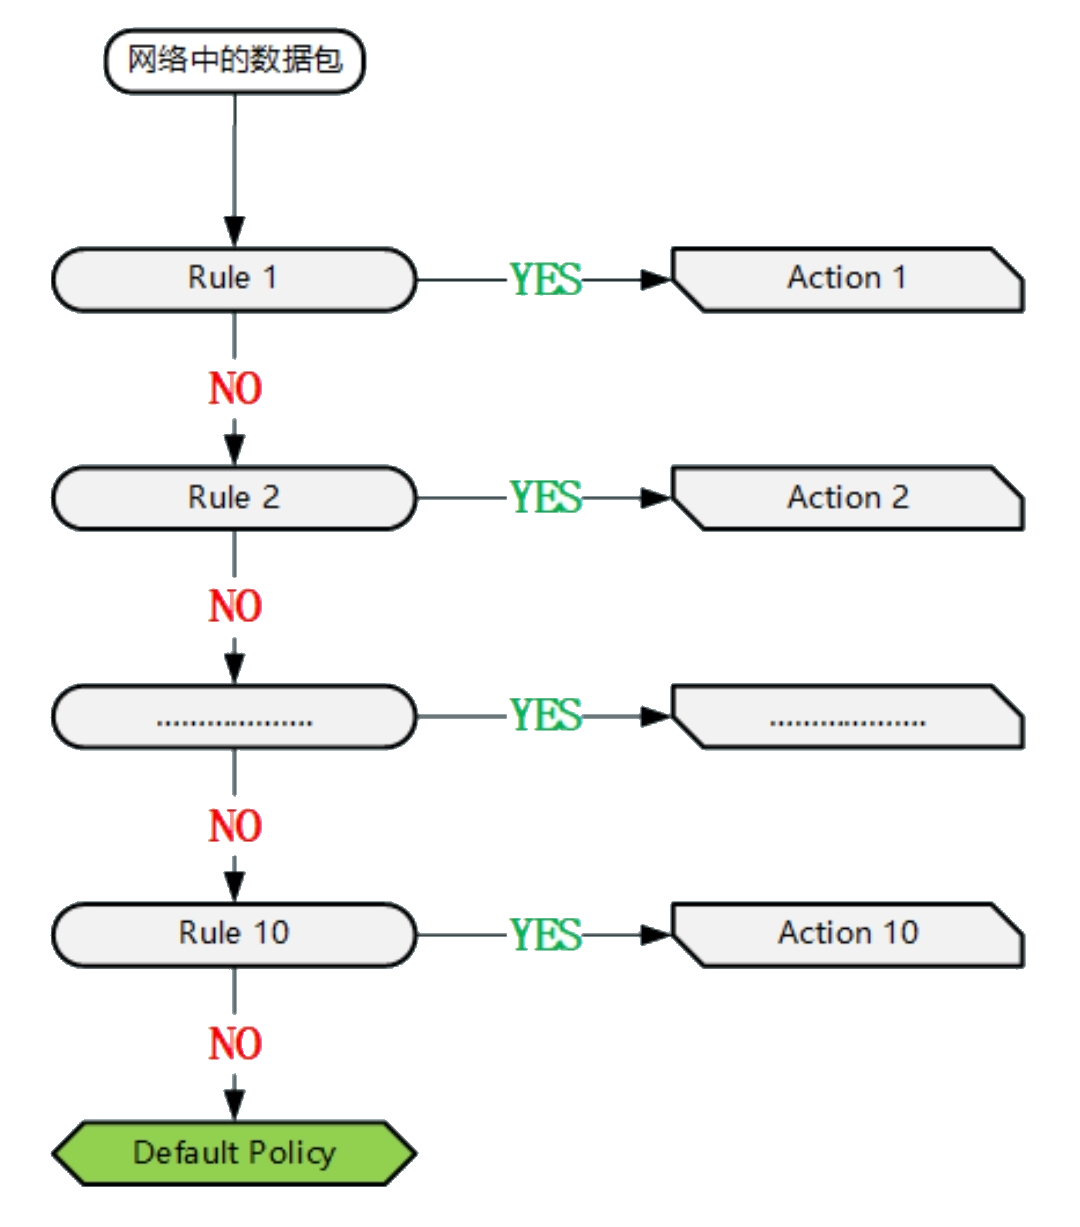 网络中的数据包
Rule 1
YES
Action 1
NO
Rule 2
YES
Action 2
NO
...................
YES
...................
NO
Rule 10
YES
Action 10
NO
Default Policy